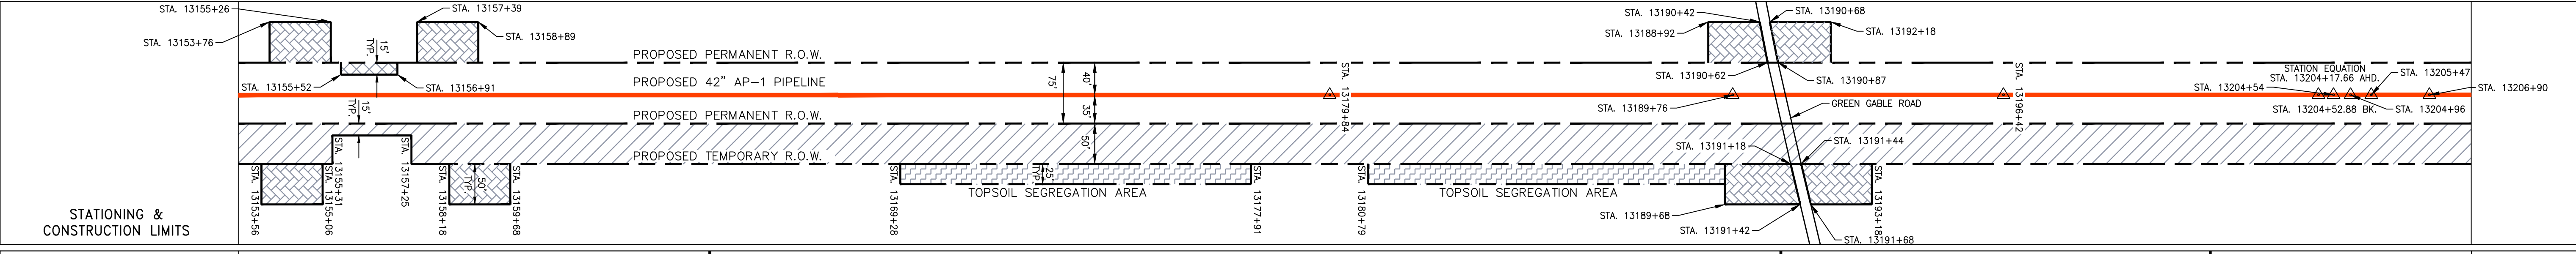 STA. 13155+26
STA. 13157+39
STA. 13153+76
STA. 13158+89
15'
TYP.
STA. 13155+52
STA. 13156+91
PROPOSED PERMANENT R.O.W.
PROPOSED 42" AP-1 PIPELINE
PROPOSED PERMANENT R.O.W.
PROPOSED TEMPORARY R.O.W.
15'
TYP.
75'
40'
35'
50'
STA. 13179+84
STA. 13190+42
STA. 13190+68
STA. 13188+92
STA. 13192+18
STA. 13190+62
STA. 13190+87
STA. 13189+76
GREEN GABLE ROAD
STA. 13196+42
STATION EQUATION
STA. 13204+17.66 AHD.
STA. 13205+47
STA. 13204+54
STA. 13206+90
STA. 13204+52.88 BK.
STA. 13204+96
STA. 13191+18
STA. 13191+44
STA. 13153+56
STA. 13155+06
STA. 13155+31
STA. 13157+25
STA. 13158+18
50'
TYP.
STA. 13159+68
STA. 13169+28
25'
TYP.
TOPSOIL SEGREGATION AREA
STA. 13177+91
STA. 13180+79
TOPSOIL SEGREGATION AREA
STA. 13189+68
STA. 13191+42
STA. 13191+68
STA. 13193+18
STATIONING &
CONSTRUCTION LIMITS